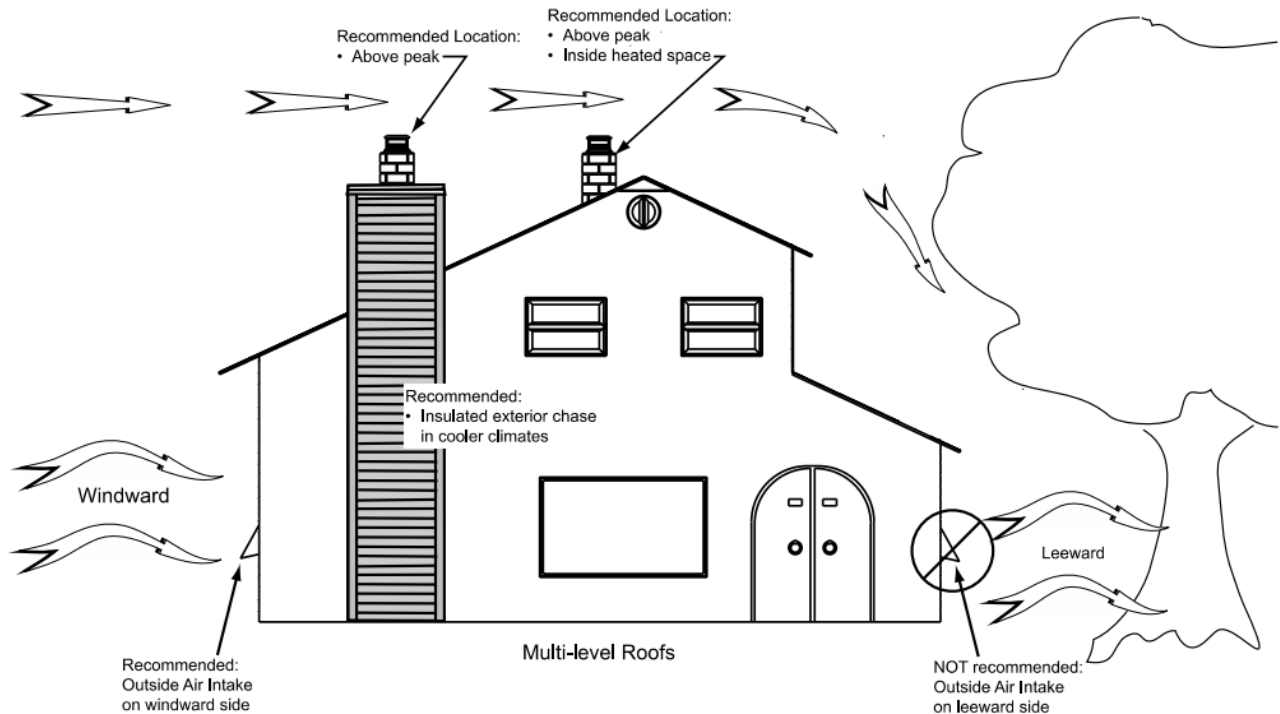 Recommended Location:
• Above peak
Recommended Location:
• Above peak
• Inside heated space
Recommended:
• Insulated exterior chase
in cooler climates
Windward
Leeward
Multi-level Roofs
Recommended:
Outside Air Intake
on windward side
NOT recommended:
Outside Air Intake
on leeward side